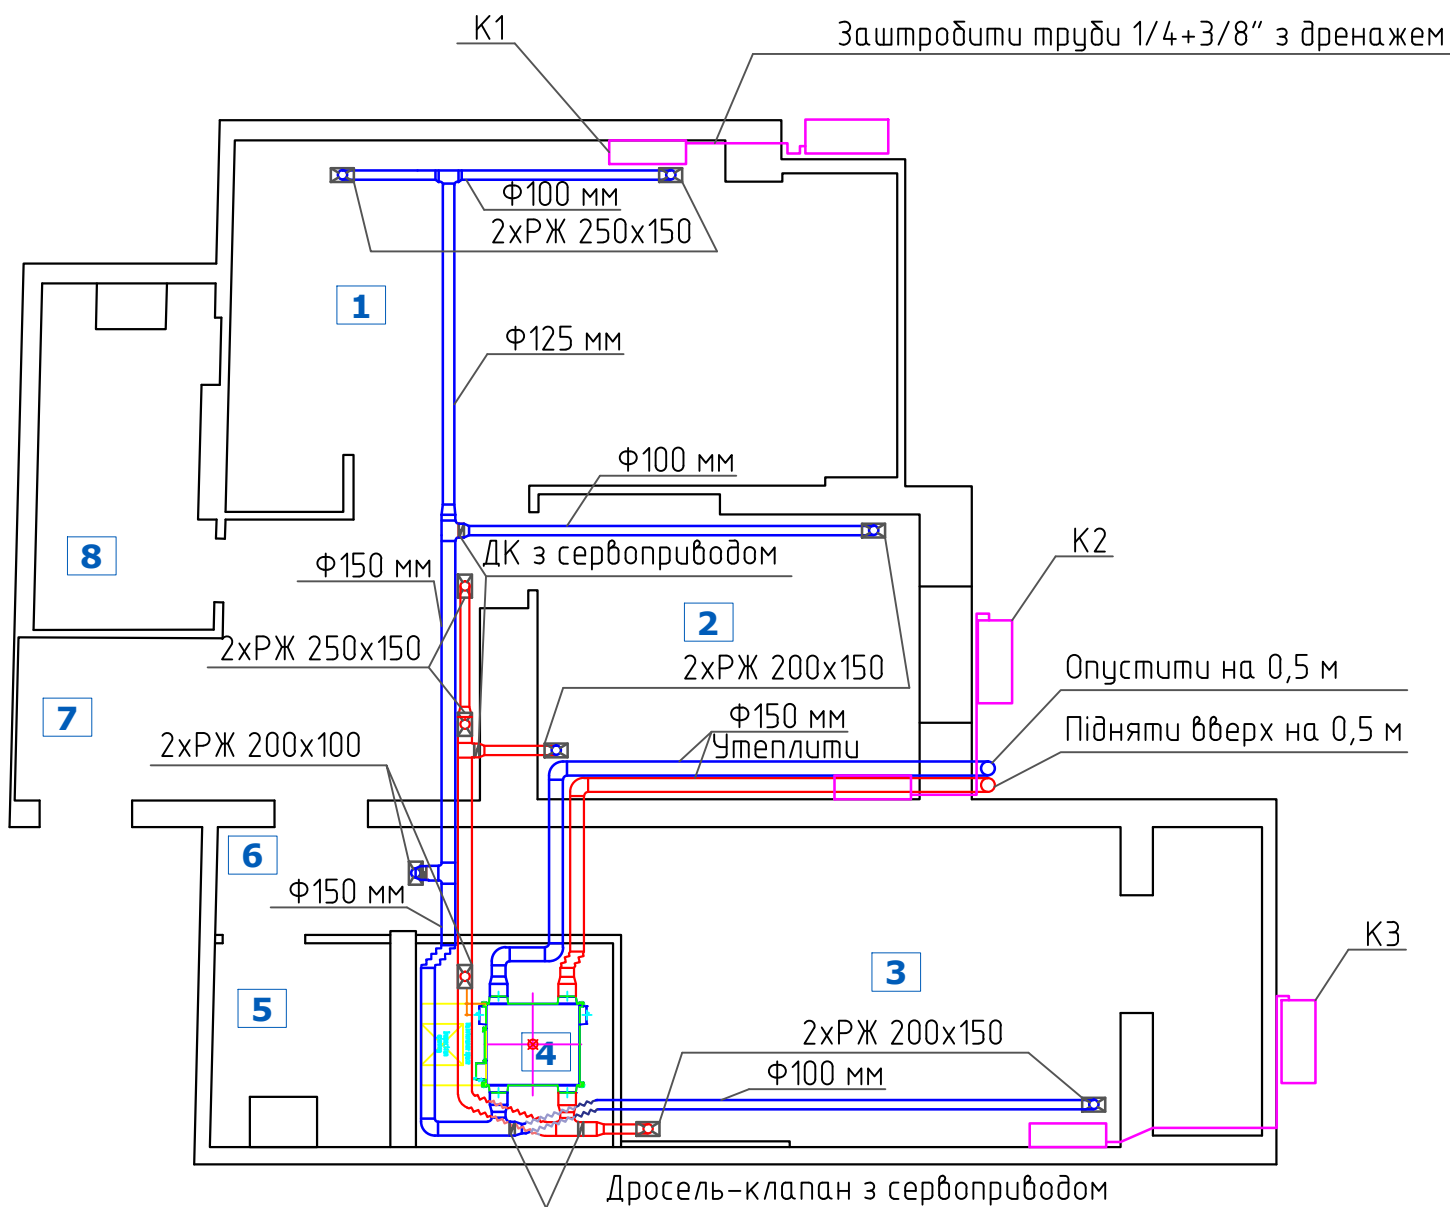 К1
Заштробити труби 1/4+3/8" з дренажем
Ф100 мм
2хРЖ 250х150
1
Ф125 мм
Ф100 мм
К2
8
ДК з сервоприводом
Ф150 мм
2
2хРЖ 250х150
2хРЖ 200х150
Опустити на 0,5 м
7
Ф150 мм
Утеплити
Підняти вверх на 0,5 м
2хРЖ 200х100
6
Ф150 мм
К3
3
5
4
2хРЖ 200х150
Ф100 мм
Дросель-клапан з сервоприводом